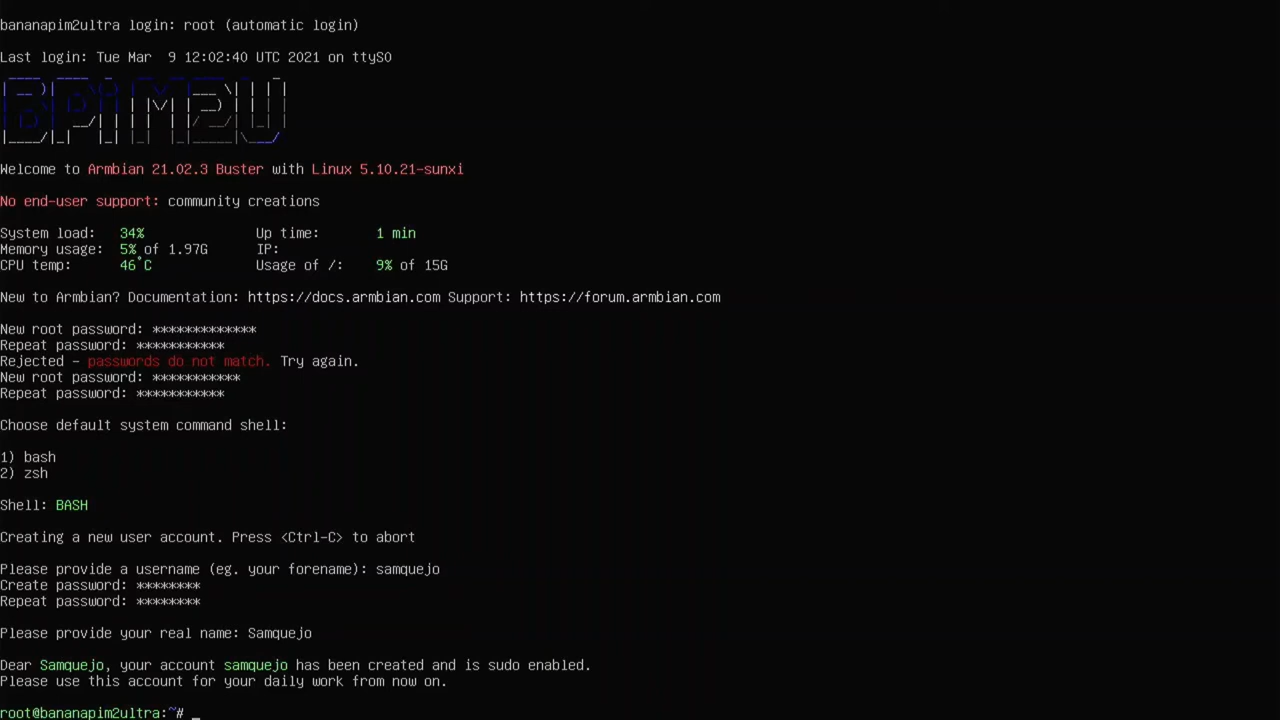 bananapim2ultra login: root (automatic login)
Last login: Tue Mar  9 12:02:40 UTC 2021 on ttyS0
BPi M2U
Welcome to Armbian 21.02.3 Buster with Linux 5.10.21-sunxi
No end-user support: community creations
System load:   34%              Up time:       1 min
Memory usage:  5% of 1.97G      IP:
CPU temp:      46°C             Usage of /:    9% of 15G
New to Armbian? Documentation: https://docs.armbian.com Support: https://forum.armbian.com
New root password: *************
Repeat password: ***********
Rejected - passwords do not match. Try again.
New root password: ***********
Repeat password: ***********
Choose default system command shell:
1) bash
2) zsh
Shell: BASH
Creating a new user account. Press <Ctrl-C> to abort
Please provide a username (eg. your forename): samquejo
Create password: ********
Repeat password: ********
Please provide your real name: Samquejo
Dear Samquejo, your account samquejo has been created and is sudo enabled.
Please use this account for your daily work from now on.
root@bananapim2ultra:~# _